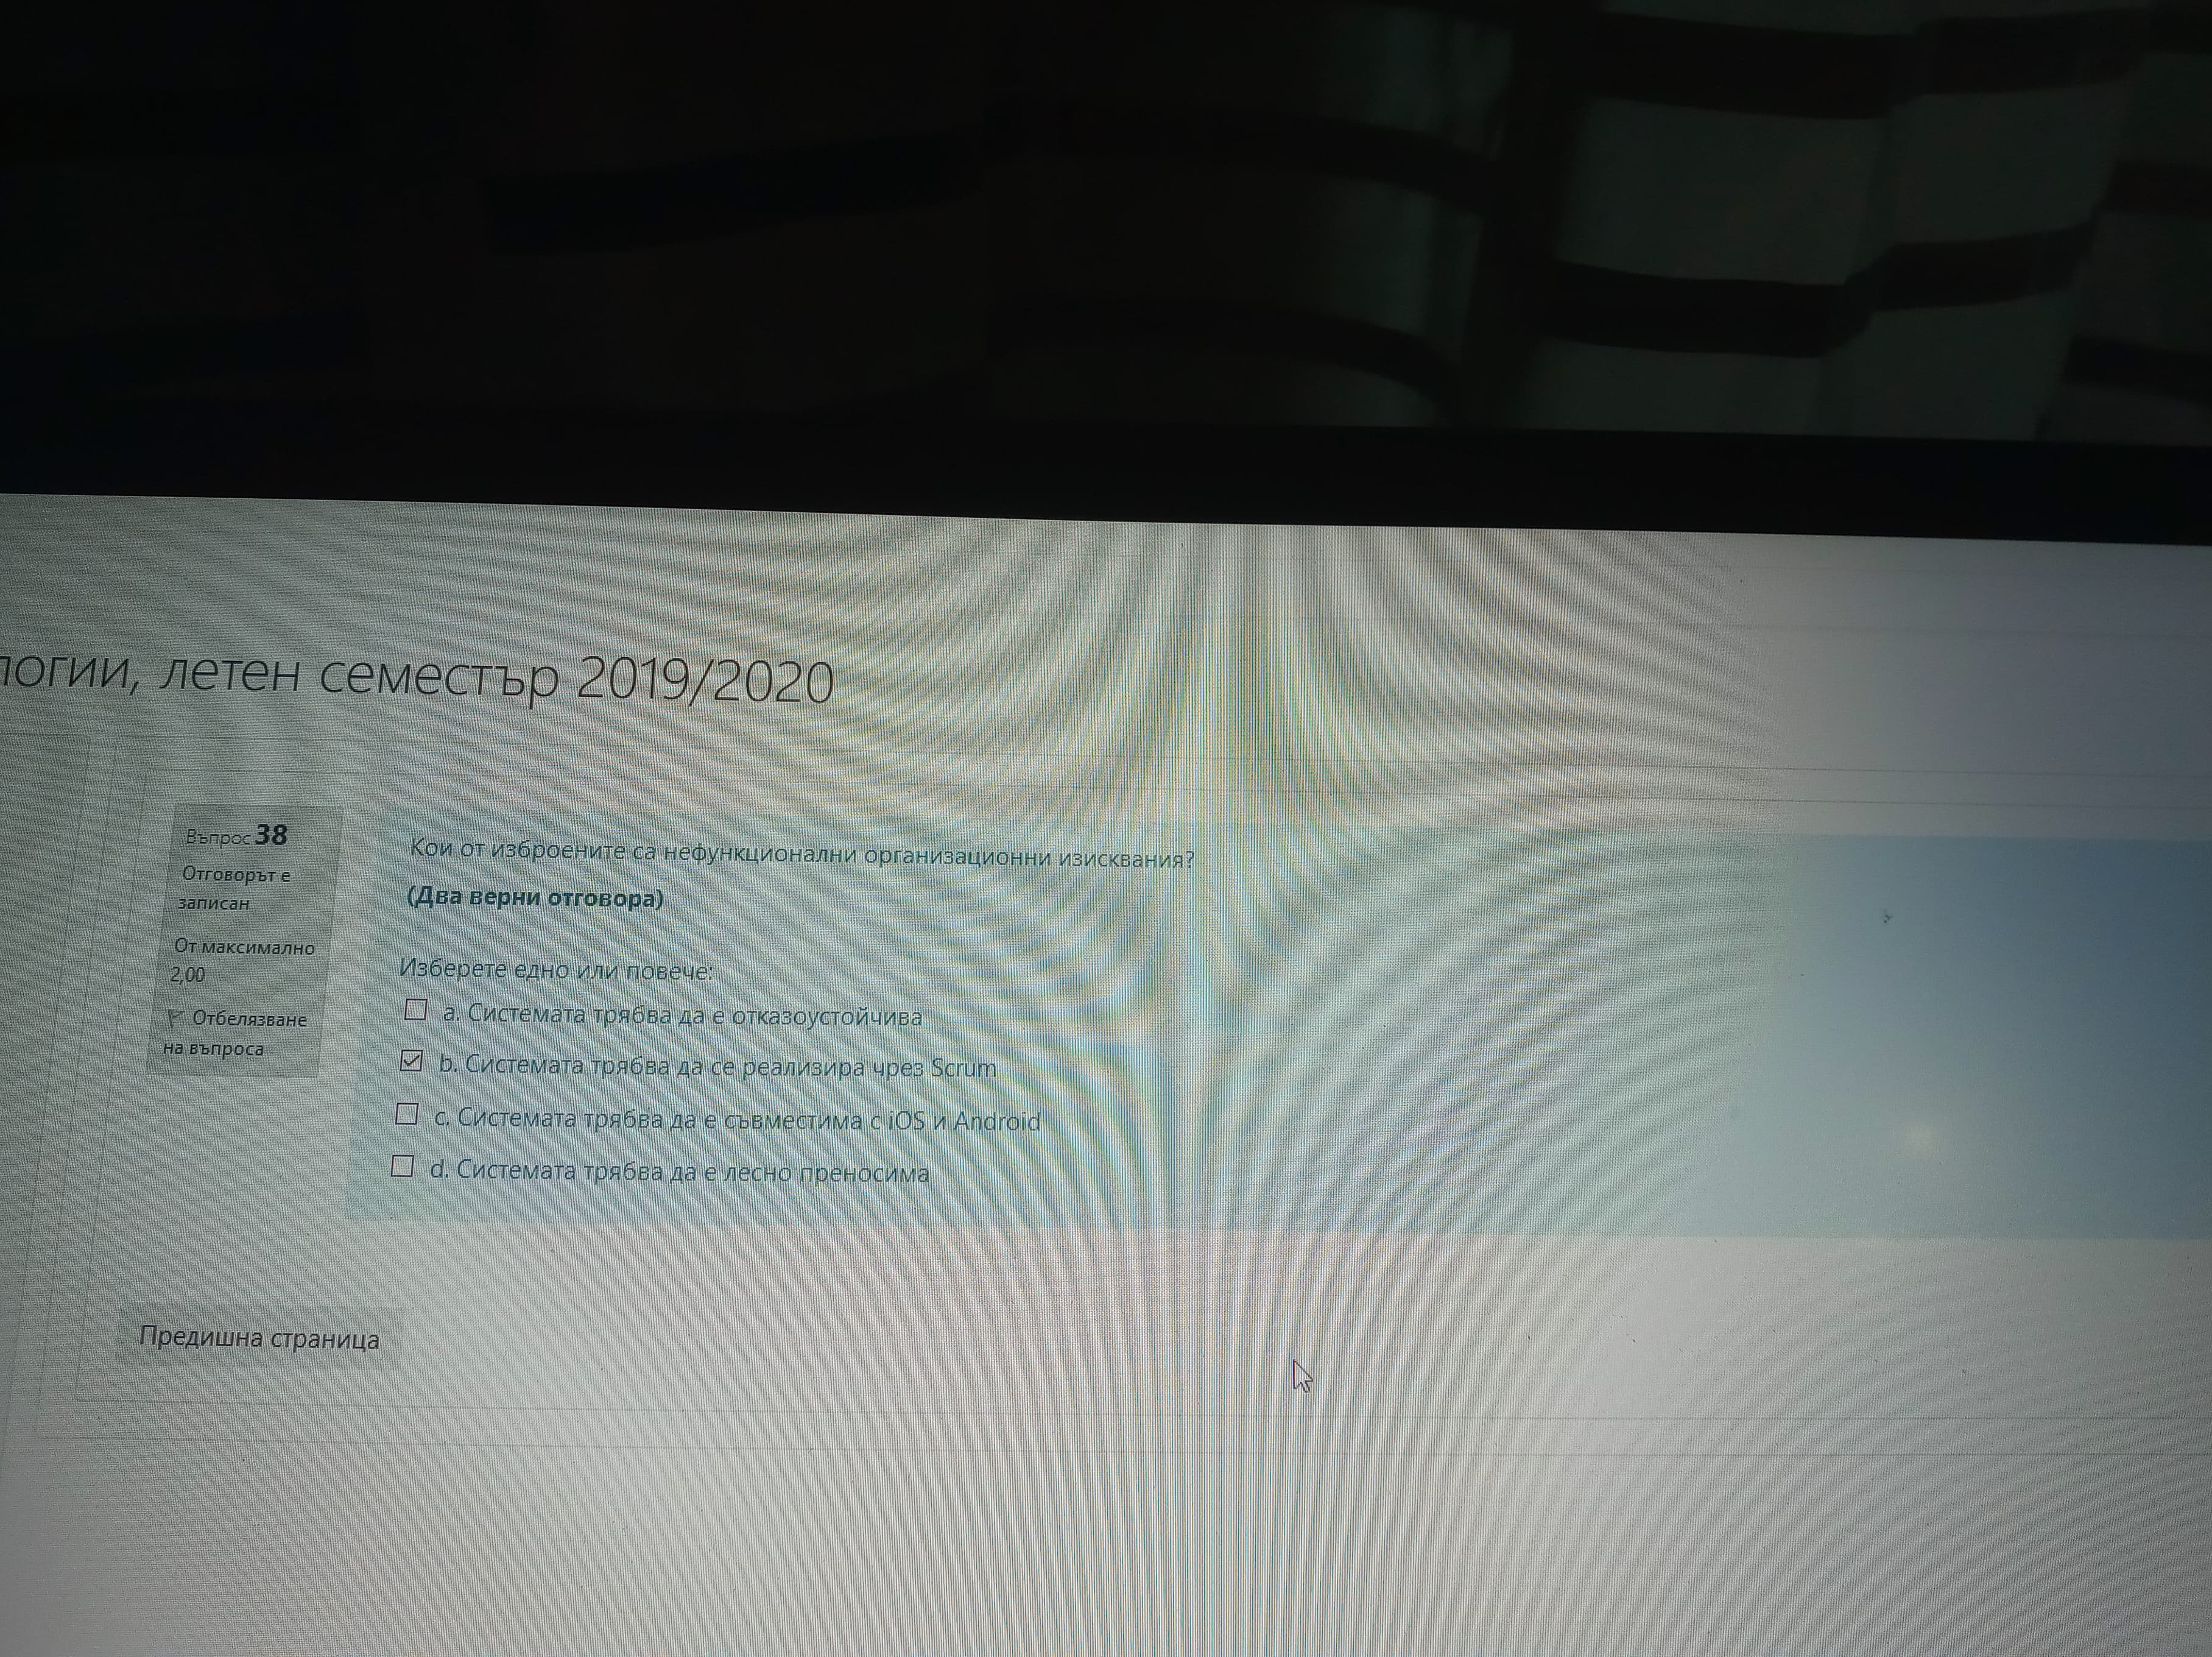 летен семестър 2019/2020
Въпрос 38
Отговорът е
записан
От максимално
2,00
Отбелязване
на въпроса
Кои от изброените са нефункционални организационни изисквания?
(Два верни отговора)
Изберете едно или повече:
a. Системата трябва да е отказоустойчива
b. Системата трябва да се реализира чрез Scrum
c. Системата трябва да е съвместима с iOS и Android
d. Системата трябва да е лесно преносима
Предишна страница